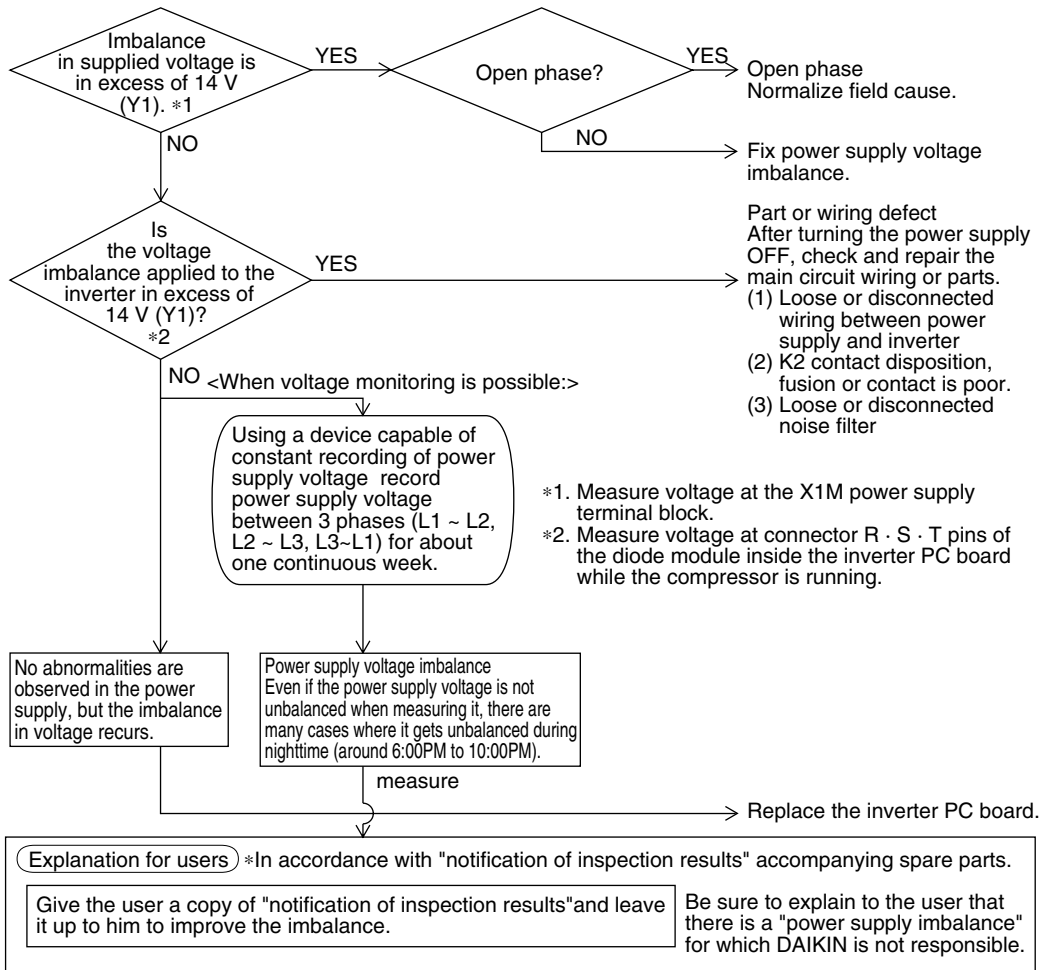 Imbalance
in supplied voltage is
in excess of 14 V
(Y1). *1
YES
Open phase?
YES
Open phase
Normalize field cause.
NO
NO
Fix power supply voltage
imbalance.
Is
the voltage
imbalance applied to the
inverter in excess of
14 V (Y1)?
*2
YES
Part or wiring defect
After turning the power supply
OFF, check and repair the
main circuit wiring or parts.
(1) Loose or disconnected
wiring between power
supply and inverter
(2) K2 contact disposition,
fusion or contact is poor.
(3) Loose or disconnected
noise filter
NO
<When voltage monitoring is possible:>
Using a device capable of
constant recording of power
supply voltage record
power supply voltage
between 3 phases (L1 ~ L2,
L2 ~ L3, L3~L1) for about
one continuous week.
*1. Measure voltage at the X1M power supply
terminal block.
*2. Measure voltage at connector R · S · T pins of
the diode module inside the inverter PC board
while the compressor is running.
No abnormalities are
observed in the power
supply, but the imbalance
in voltage recurs.
Power supply voltage imbalance
Even if the power supply voltage is not
unbalanced when measuring it, there are
many cases where it gets unbalanced during
nighttime (around 6:00PM to 10:00PM).
measure
Replace the inverter PC board.
Explanation for users *In accordance with "notification of inspection results" accompanying spare parts.
Give the user a copy of "notification of inspection results"and leave
it up to him to improve the imbalance.
Be sure to explain to the user that
there is a "power supply imbalance"
for which DAIKIN is not responsible.